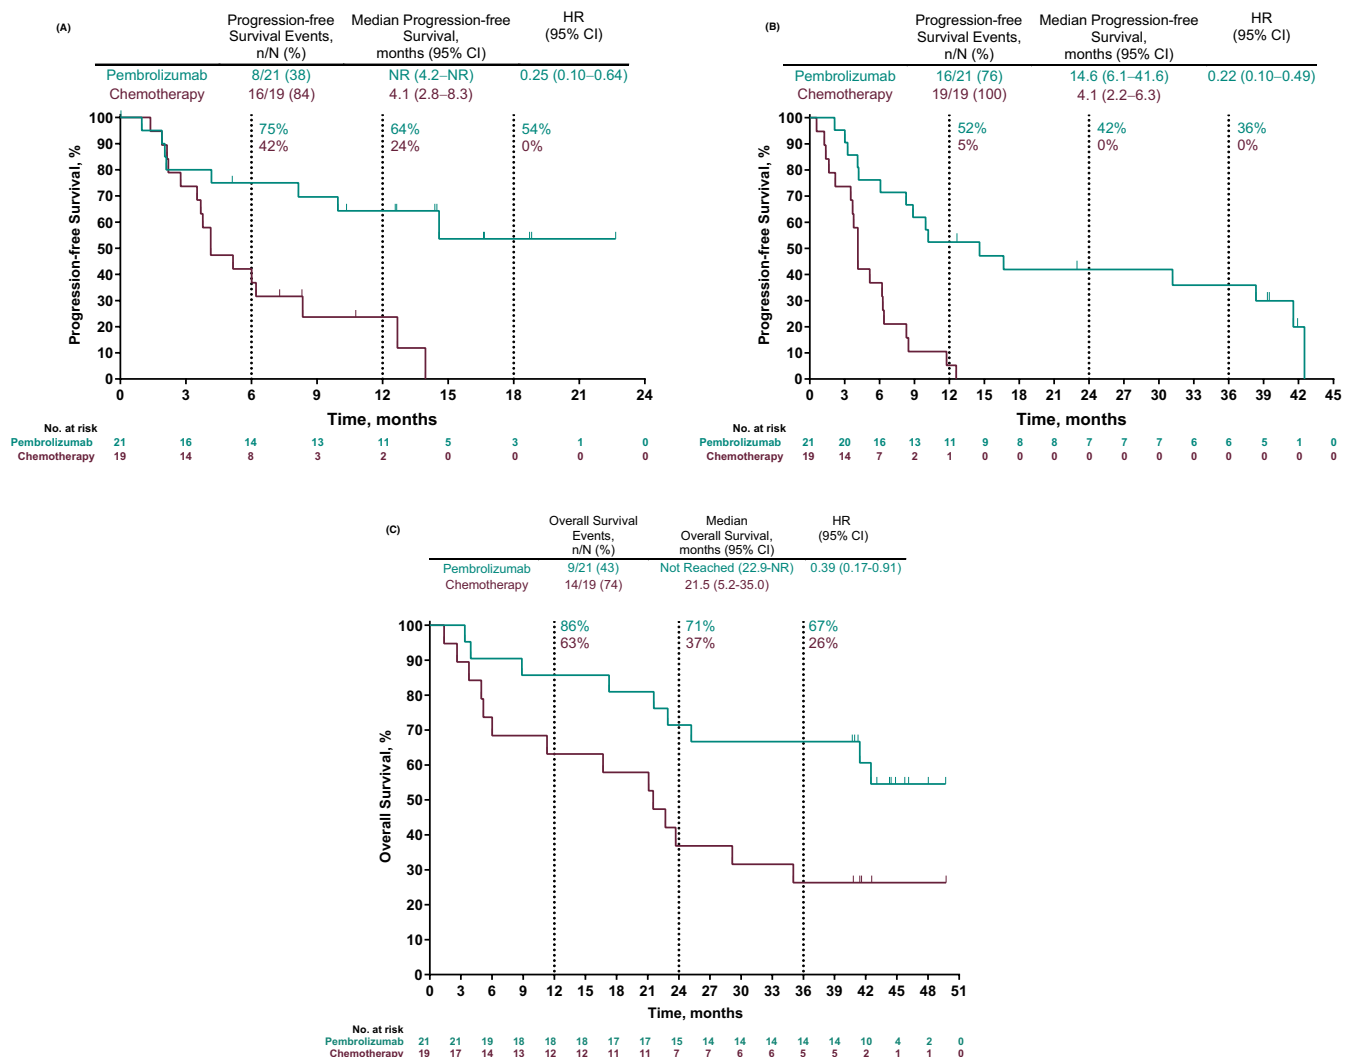 (A)
Progression-free Survival Events, n/N (%)
Median Progression-free Survival, months (95% CI)
HR (95% CI)
Pembrolizumab 8/21 (38) NR (4.2–NR) 0.25 (0.10–0.64)
Chemotherapy 16/19 (84) 4.1 (2.8–8.3)
75% 64% 54%
42% 24% 0%
100
90
80
70
60
50
40
30
20
10
0
Progression-free Survival, %
0 3 6 9 12 15 18 21 24
Time, months
No. at risk
Pembrolizumab 21 16 14 13 11 5 3 1 0
Chemotherapy 19 14 8 3 2 0 0 0 0
(B)
Progression-free Survival Events, n/N (%)
Median Progression-free Survival, months (95% CI)
HR (95% CI)
Pembrolizumab 16/21 (76) 14.6 (6.1–41.6) 0.22 (0.10–0.49)
Chemotherapy 19/19 (100) 4.1 (2.2–6.3)
52% 42% 36%
5% 0% 0%
100
90
80
70
60
50
40
30
20
10
0
Progression-free Survival, %
0 3 6 9 12 15 18 21 24 27 30 33 36 39 42 45
Time, months
No. at risk
Pembrolizumab 21 20 16 13 11 9 8 8 7 7 7 6 6 5 1 0
Chemotherapy 19 14 7 2 1 0 0 0 0 0 0 0 0 0 0 0
(C)
Overall Survival Events, n/N (%)
Median Overall Survival, months (95% CI)
HR (95% CI)
Pembrolizumab 9/21 (43) Not Reached (22.9-NR) 0.39 (0.17-0.91)
Chemotherapy 14/19 (74) 21.5 (5.2-35.0)
86% 71% 67%
63% 37% 26%
100
90
80
70
60
50
40
30
20
10
0
Overall Survival, %
0 3 6 9 12 15 18 21 24 27 30 33 36 39 42 45 48 51
Time, months
No. at risk
Pembrolizumab 21 21 19 18 18 18 17 17 15 14 14 14 14 14 10 4 2 0
Chemotherapy 19 17 14 13 12 12 11 11 7 7 6 6 5 5 2 1 1 0